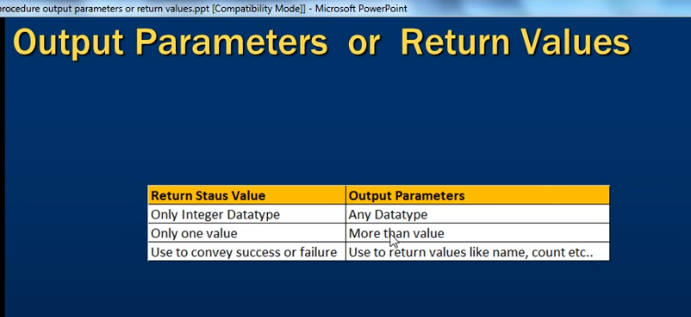 rocedure output parameters or return values.ppt [Compatibility Mode]] - Microsoft PowerPoint
Output Parameters or Return Values
Return Staus Value Output Parameters
Only Integer Datatype Any Datatype
Only one value More than value
Use to convey success or failure Use to return values like name, count etc..